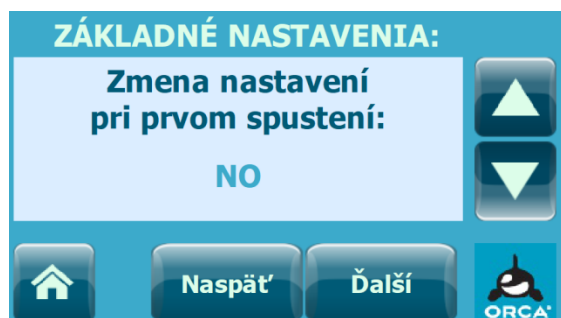 ZÁKLADNÉ NASTAVENIA:
Zmena nastavení
pri prvom spustení:
NO
Naspäť
Ďalší
ORCA